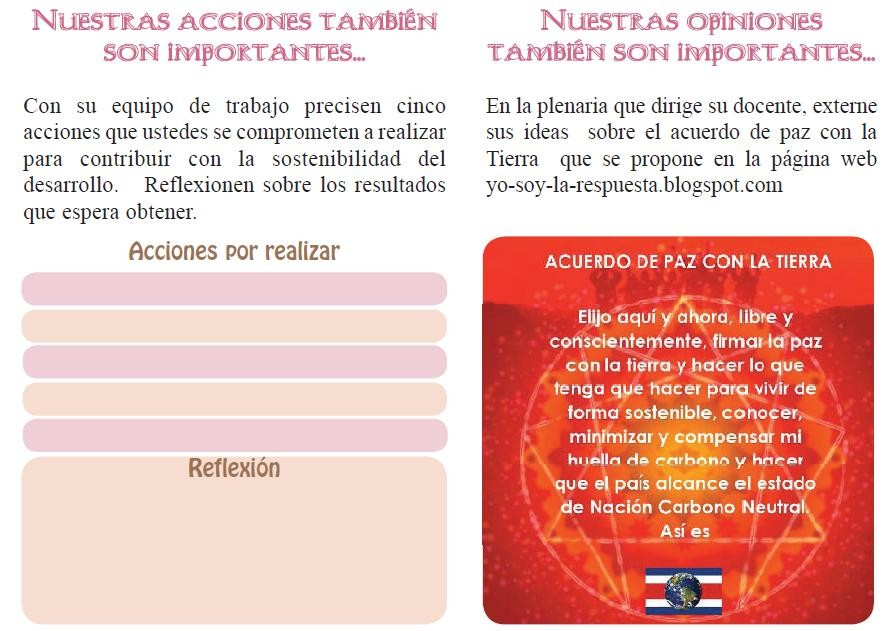 Nuestras acciones también
son importantes...
Con su equipo de trabajo precisen cinco
acciones que ustedes se comprometen a realizar
para contribuir con la sostenibilidad del
desarrollo. Reflexionen sobre los resultados
que espera obtener.
Acciones por realizar
Reflexión
Nuestras opiniones
también son importantes...
En la plenaria que dirige su docente, externe
sus ideas sobre el acuerdo de paz con la
Tierra que se propone en la página web
yo-soy-la-respuesta.blogspot.com
ACUERDO DE PAZ CON LA TIERRA
Elijo aquí y ahora, libre y
conscientemente, firmar la paz
con la tierra y hacer lo que
tenga que hacer para vivir de
forma sostenible, conocer,
minimizar y compensar mi
huella de carbono y hacer
que el país alcance el estado
de Nación Carbono Neutral.
Así es